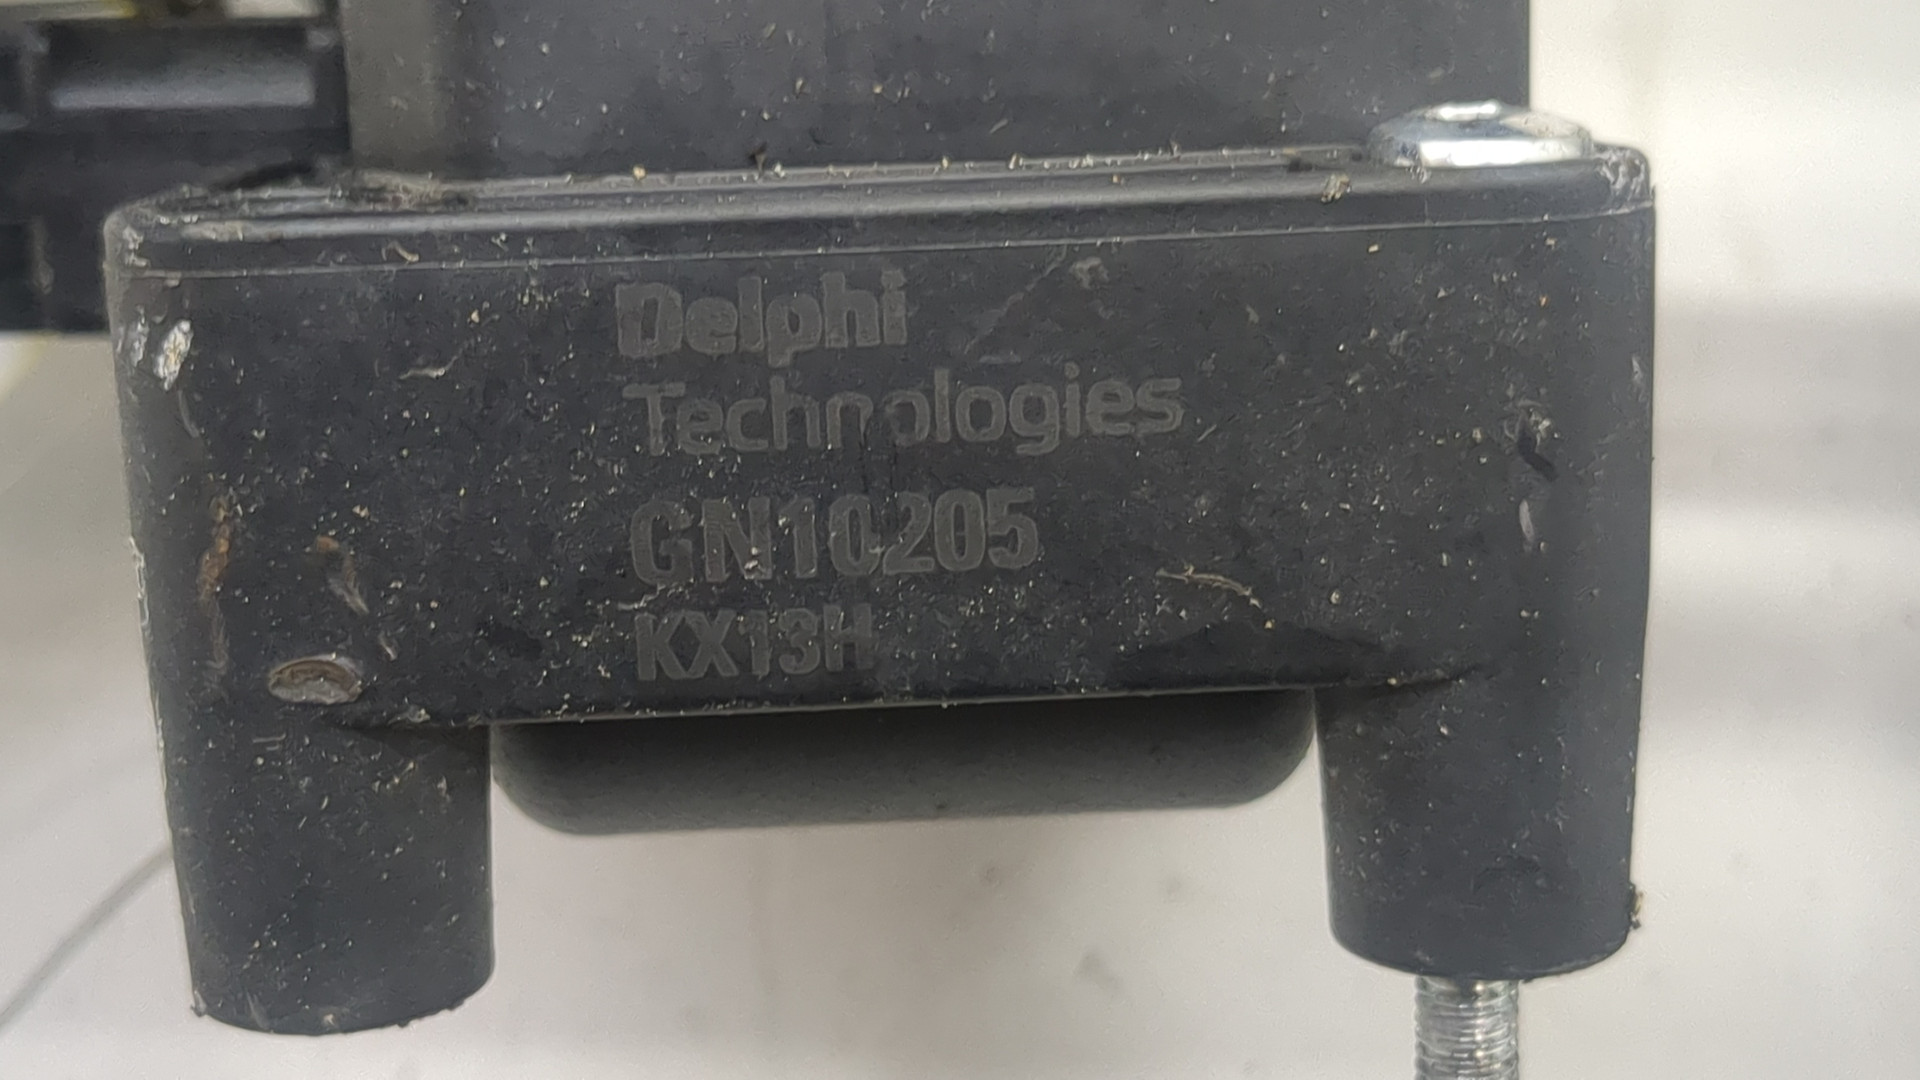 Delphi
Technologies
GN10205
KX13H